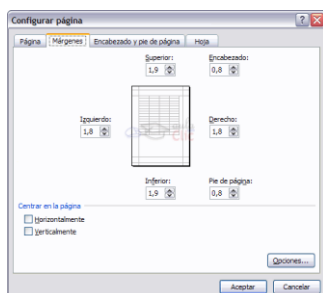 Configurar página
Página Márgenes Encabezado y pie de página Hoja
Superior: Encabezado:
1,9 0,8
Izquierdo: Derecho:
1,8 1,8
Inferior: Pie de página:
1,9 0,8
Centrar en la página
Horizontalmente
Verticalmente
Opciones...
Aceptar Cancelar